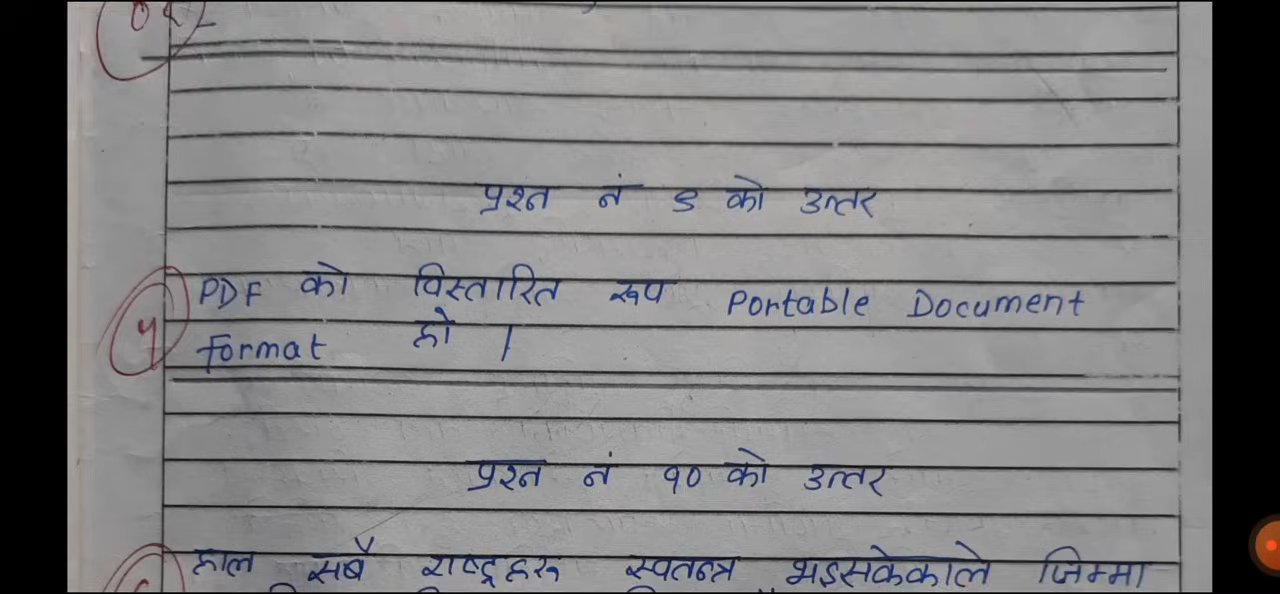 प्रश्न नं ९ को उत्तर
PDF को विस्तारित रूप Portable Document
Format हो ।
प्रश्न नं १० को उत्तर
हाल सबै राष्ट्रहरू स्वतन्त्र भइसकेकाले जिम्मा